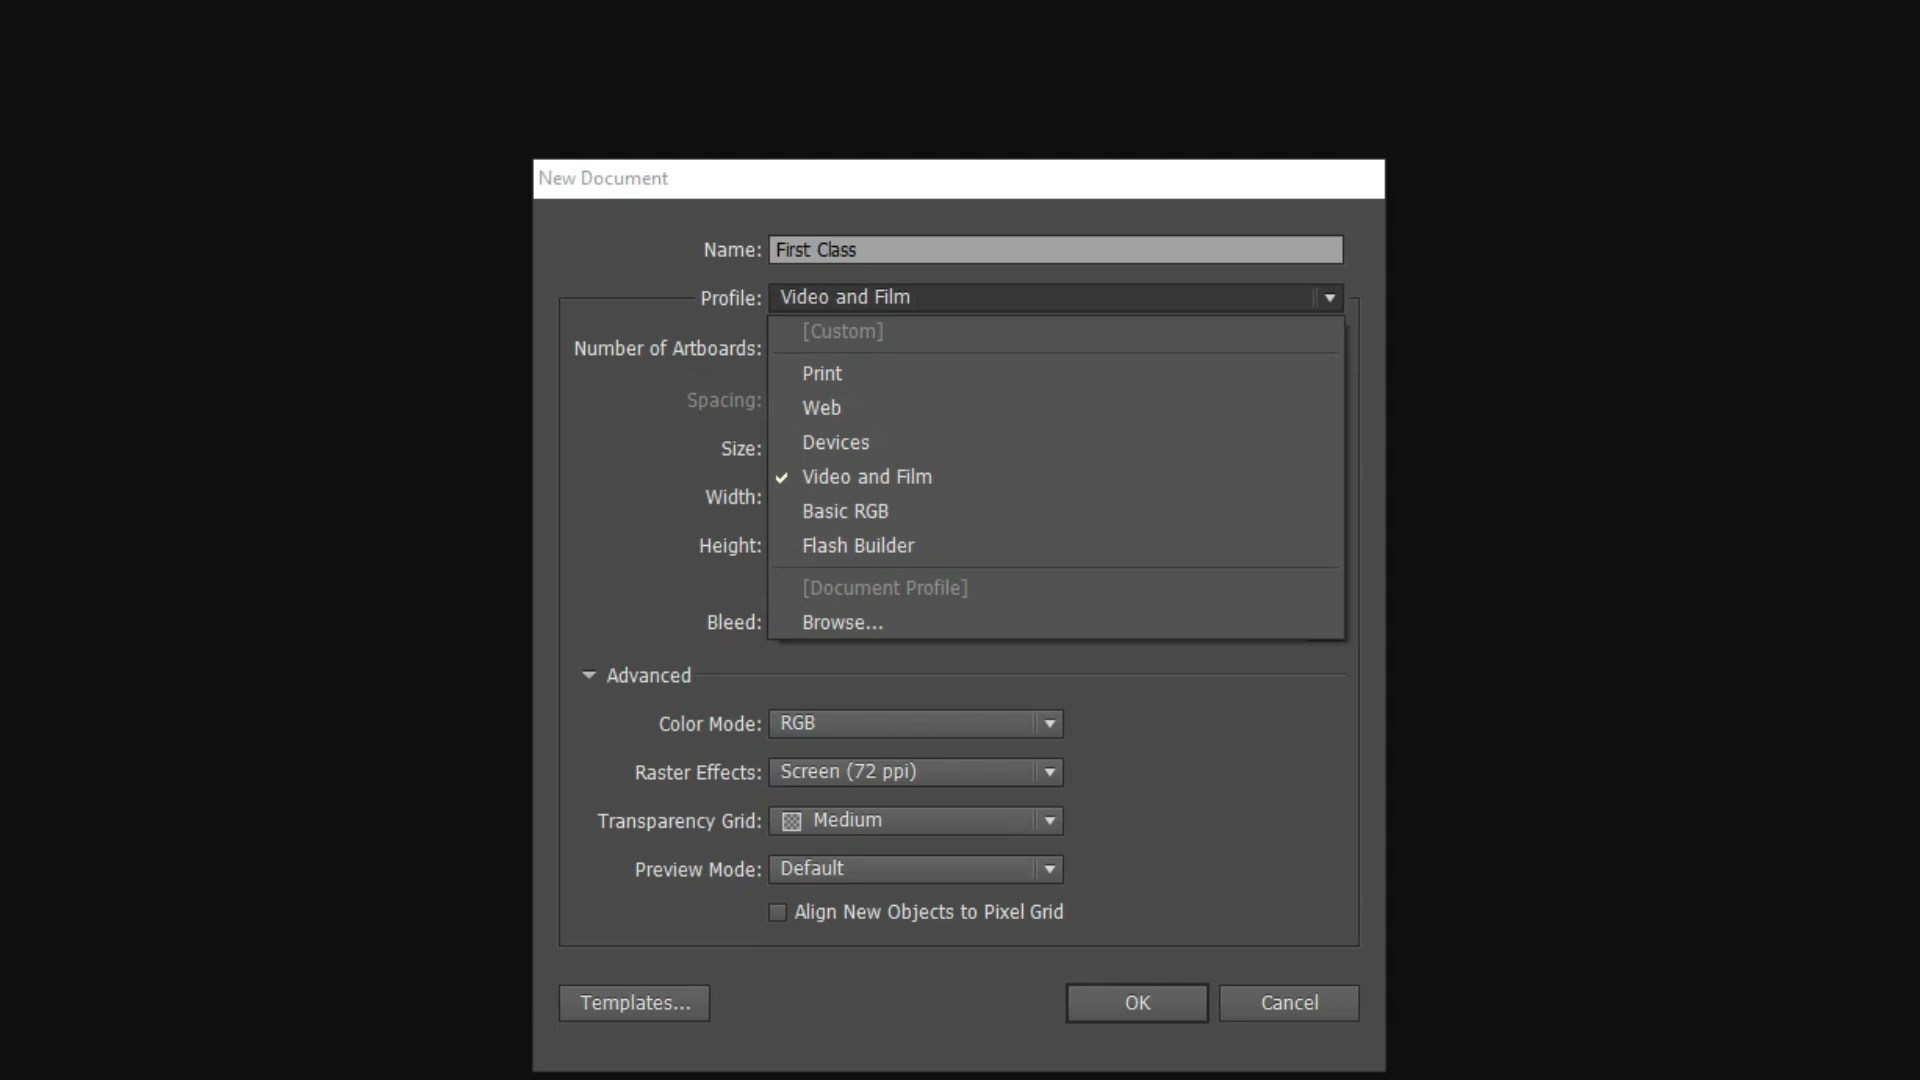 New Document
Name: First Class
Profile: Video and Film
[Custom]
Number of Artboards:
Print
Spacing:
Web
Devices
Size:
Video and Film
Width:
Basic RGB
Height:
Flash Builder
[Document Profile]
Bleed:
Browse...
Advanced
Color Mode: RGB
Raster Effects: Screen (72 ppi)
Transparency Grid: Medium
Preview Mode: Default
Align New Objects to Pixel Grid
Templates... OK Cancel